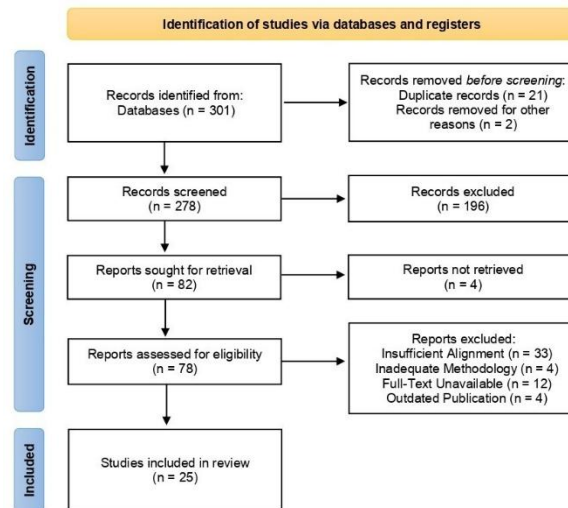 Identification of studies via databases and registers
Identification
Records identified from:
Databases (n = 301)
Records removed before screening:
Duplicate records (n = 21)
Records removed for other
reasons (n = 2)
Screening
Records screened
(n = 278)
Records excluded
(n = 196)
Reports sought for retrieval
(n = 82)
Reports not retrieved
(n = 4)
Reports assessed for eligibility
(n = 78)
Reports excluded:
Insufficient Alignment (n = 33)
Inadequate Methodology (n = 4)
Full-Text Unavailable (n = 12)
Outdated Publication (n = 4)
Included
Studies included in review
(n = 25)